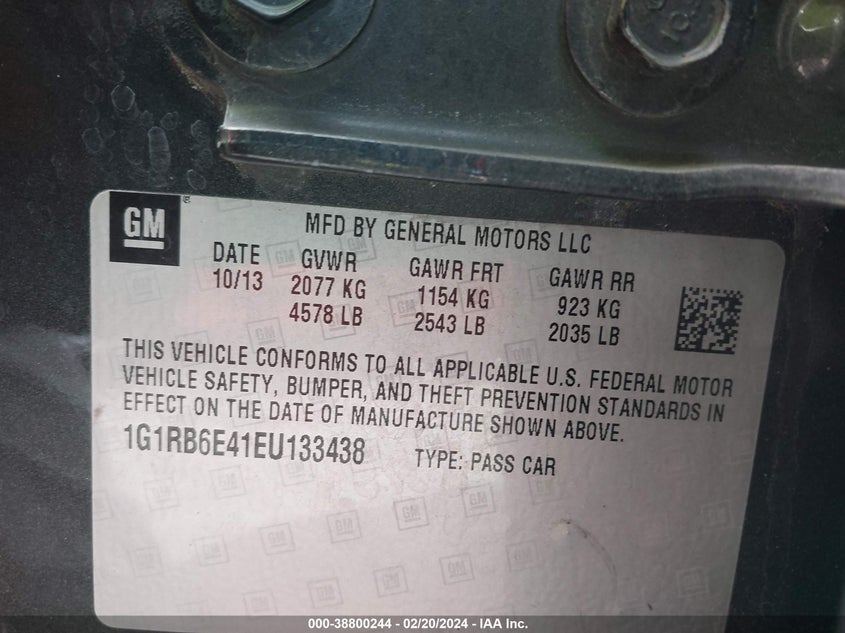 GM
MFD BY GENERAL MOTORS LLC
DATE GVWR GAWR FRT GAWR RR
10/13 2077 KG 1154 KG 923 KG
4578 LB 2543 LB 2035 LB
THIS VEHICLE CONFORMS TO ALL APPLICABLE U.S. FEDERAL MOTOR
VEHICLE SAFETY, BUMPER, AND THEFT PREVENTION STANDARDS IN
EFFECT ON THE DATE OF MANUFACTURE SHOWN ABOVE.
1G1RB6E41EU133438 TYPE: PASS CAR
000-38800244 - 02/20/2024 - IAA Inc.